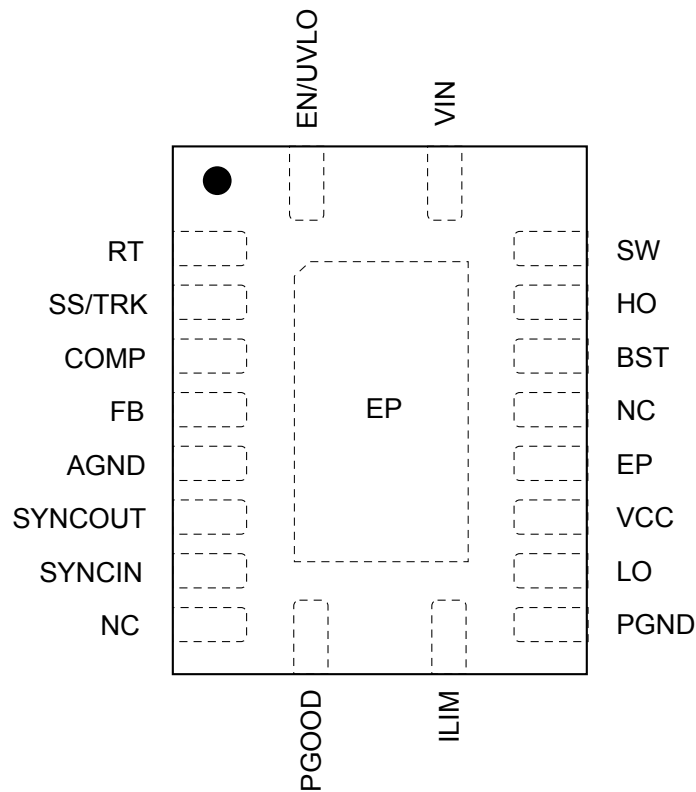 EN/UVLO
VIN
RT
SS/TRK
COMP
FB
AGND
SYNCOUT
SYNCIN
NC
EP
SW
HO
BST
NC
EP
VCC
LO
PGND
PGOOD
ILIM